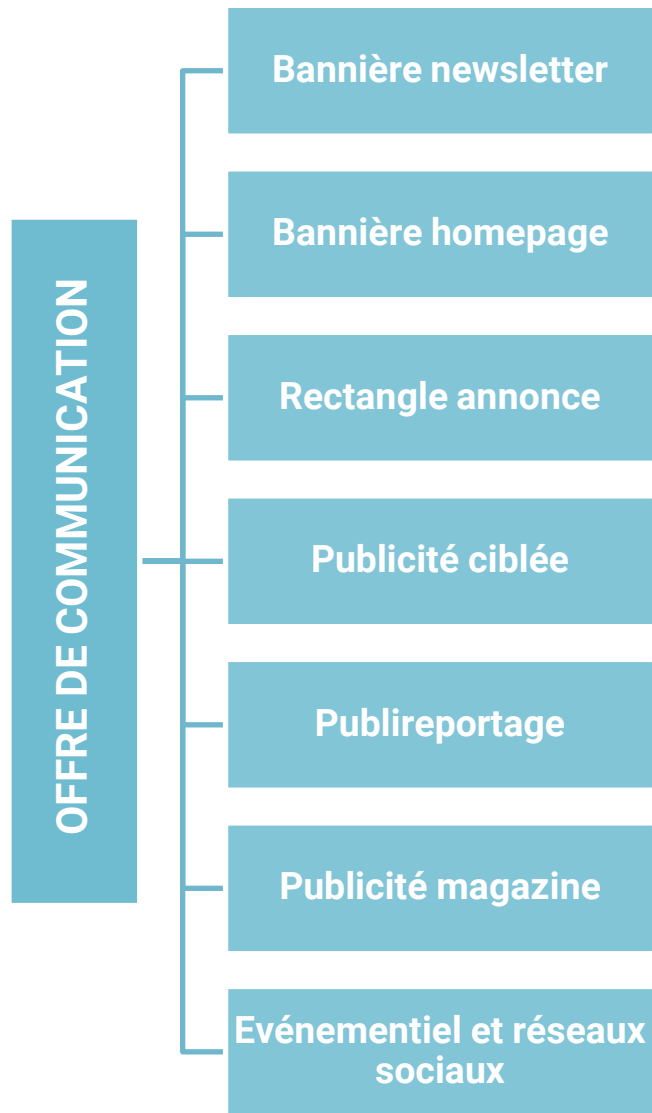 OFFRE DE COMMUNICATION
Bannière newsletter
Bannière homepage
Rectangle annonce
Publicité ciblée
Publireportage
Publicité magazine
Evénementiel et réseaux
sociaux